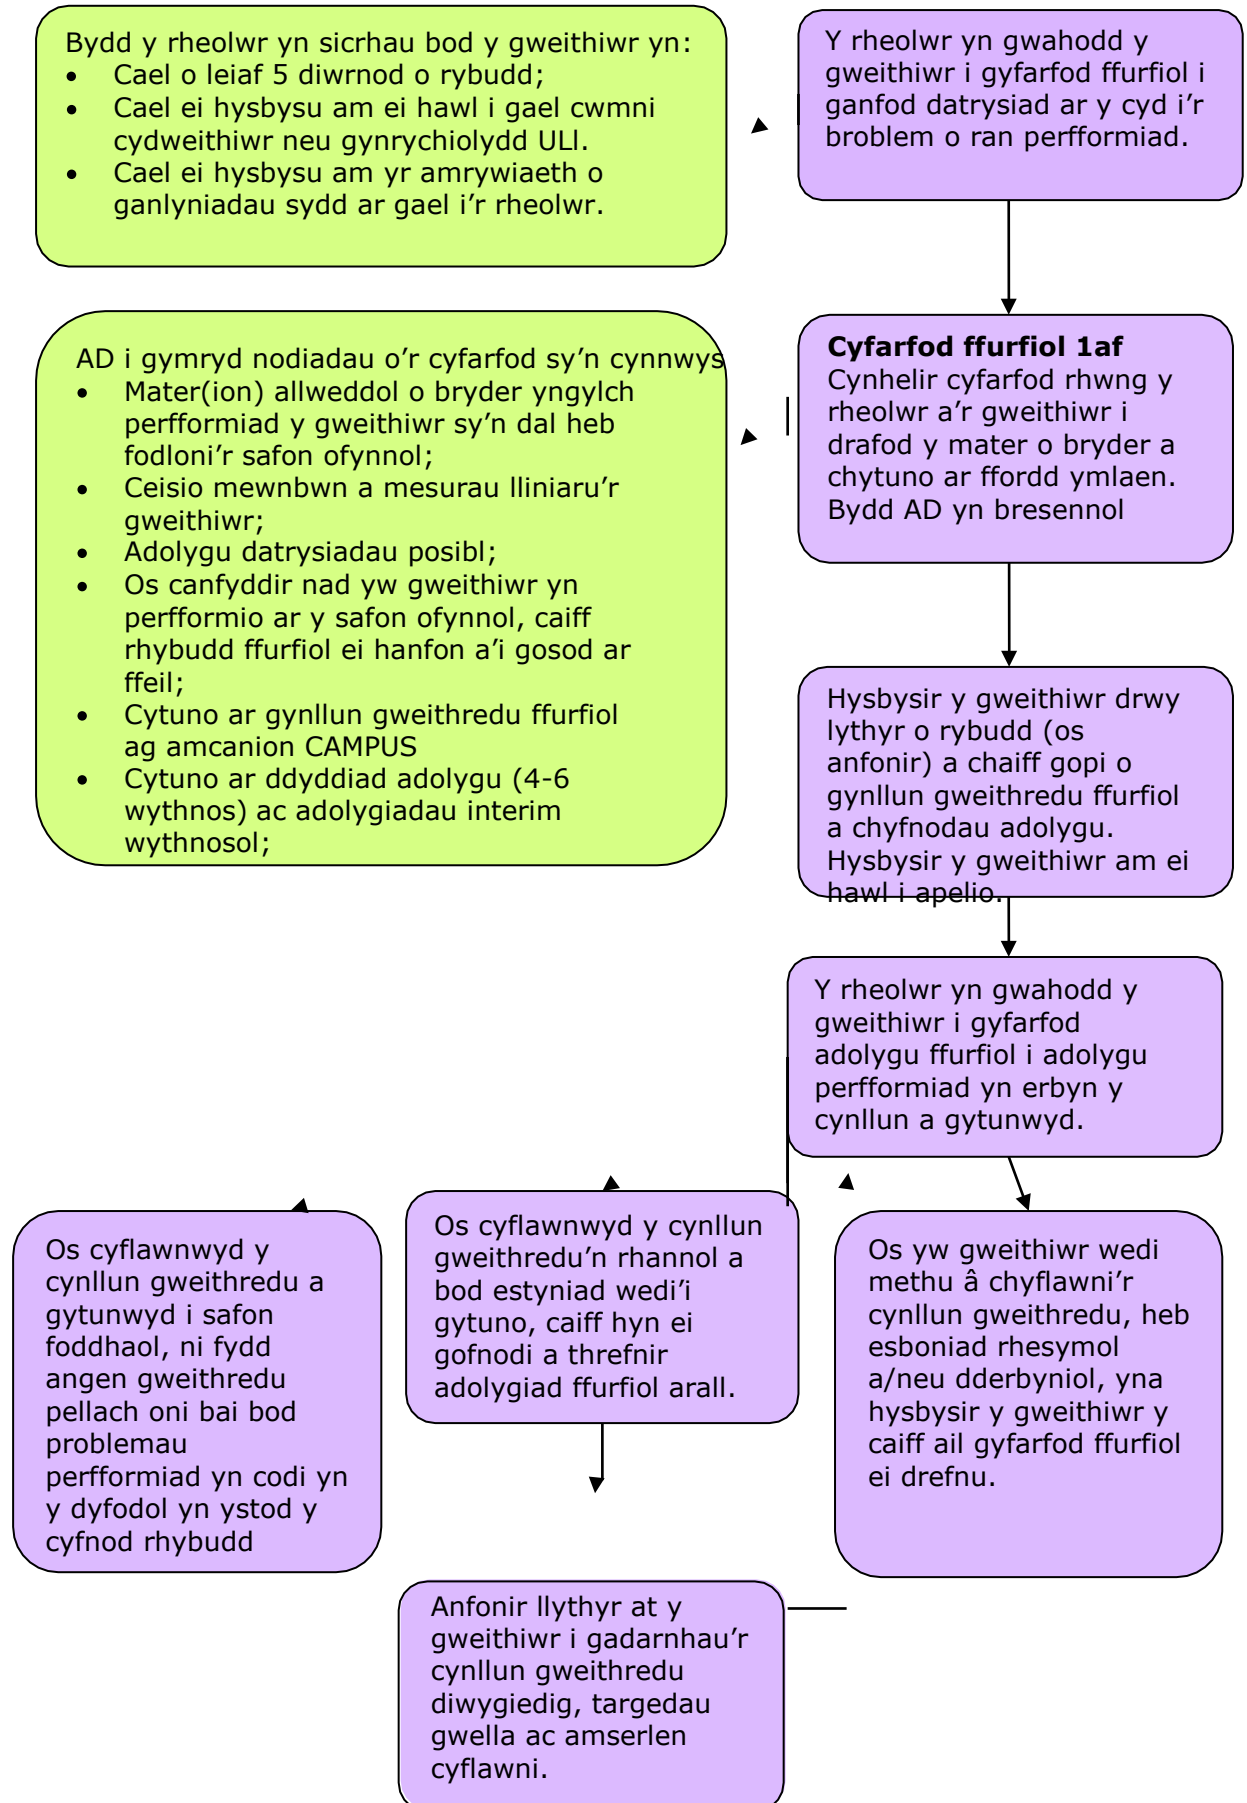 Bydd y rheolwr yn sicrhau bod y gweithiwr yn:
• Cael o leiaf 5 diwrnod o rybudd;
• Cael ei hysbysu am ei hawl i gael cwmni
cydweithiwr neu gynrychiolydd ULl.
• Cael ei hysbysu am yr amrywiaeth o
ganlyniadau sydd ar gael i’r rheolwr.
Y rheolwr yn gwahodd y
gweithiwr i gyfarfod ffurfiol i
ganfod datrysiad ar y cyd i’r
broblem o ran perfformiad.
AD i gymryd nodiadau o’r cyfarfod sy’n cynnwys
• Mater(ion) allweddol o bryder yngylch
perfformiad y gweithiwr sy’n dal heb
fodloni’r safon ofynnol;
• Ceisio mewnbwn a mesurau lliniaru’r
gweithiwr;
• Adolygu datrysiadau posibl;
• Os canfyddir nad yw gweithiwr yn
perfformio ar y safon ofynnol, caiff
rhybudd ffurfiol ei hanfon a’i gosod ar
ffeil;
• Cytuno ar gynllun gweithredu ffurfiol
ag amcanion CAMPUS
• Cytuno ar ddyddiad adolygu (4-6
wythnos) ac adolygiadau interim
wythnosol;
Cyfarfod ffurfiol 1af
Cynhelir cyfarfod rhwng y
rheolwr a’r gweithiwr i
drafod y mater o bryder a
chytuno ar ffordd ymlaen.
Bydd AD yn bresennol
Hysbysir y gweithiwr drwy
lythyr o rybudd (os
anfonir) a chaiff gopi o
gynllun gweithredu ffurfiol
a chyfnodau adolygu.
Hysbysir y gweithiwr am ei
hawl i apelio.
Y rheolwr yn gwahodd y
gweithiwr i gyfarfod
adolygu ffurfiol i adolygu
perfformiad yn erbyn y
cynllun a gytunwyd.
Os cyflawnwyd y
cynllun gweithredu a
gytunwyd i safon
foddhaol, ni fydd
angen gweithredu
pellach oni bai bod
problemau
perfformiad yn codi yn
y dyfodol yn ystod y
cyfnod rhybudd
Os cyflawnwyd y cynllun
gweithredu’n rhannol a
bod estyniad wedi’i
gytuno, caiff hyn ei
gofnodi a threfnir
adolygiad ffurfiol arall.
Os yw gweithiwr wedi
methu â chyflawni’r
cynllun gweithredu, heb
esboniad rhesymol
a/neu dderbyniol, yna
hysbysir y gweithiwr y
caiff ail gyfarfod ffurfiol
ei drefnu.
Anfonir llythyr at y
gweithiwr i gadarnhau’r
cynllun gweithredu
diwygiedig, targedau
gwella ac amserlen
cyflawni.